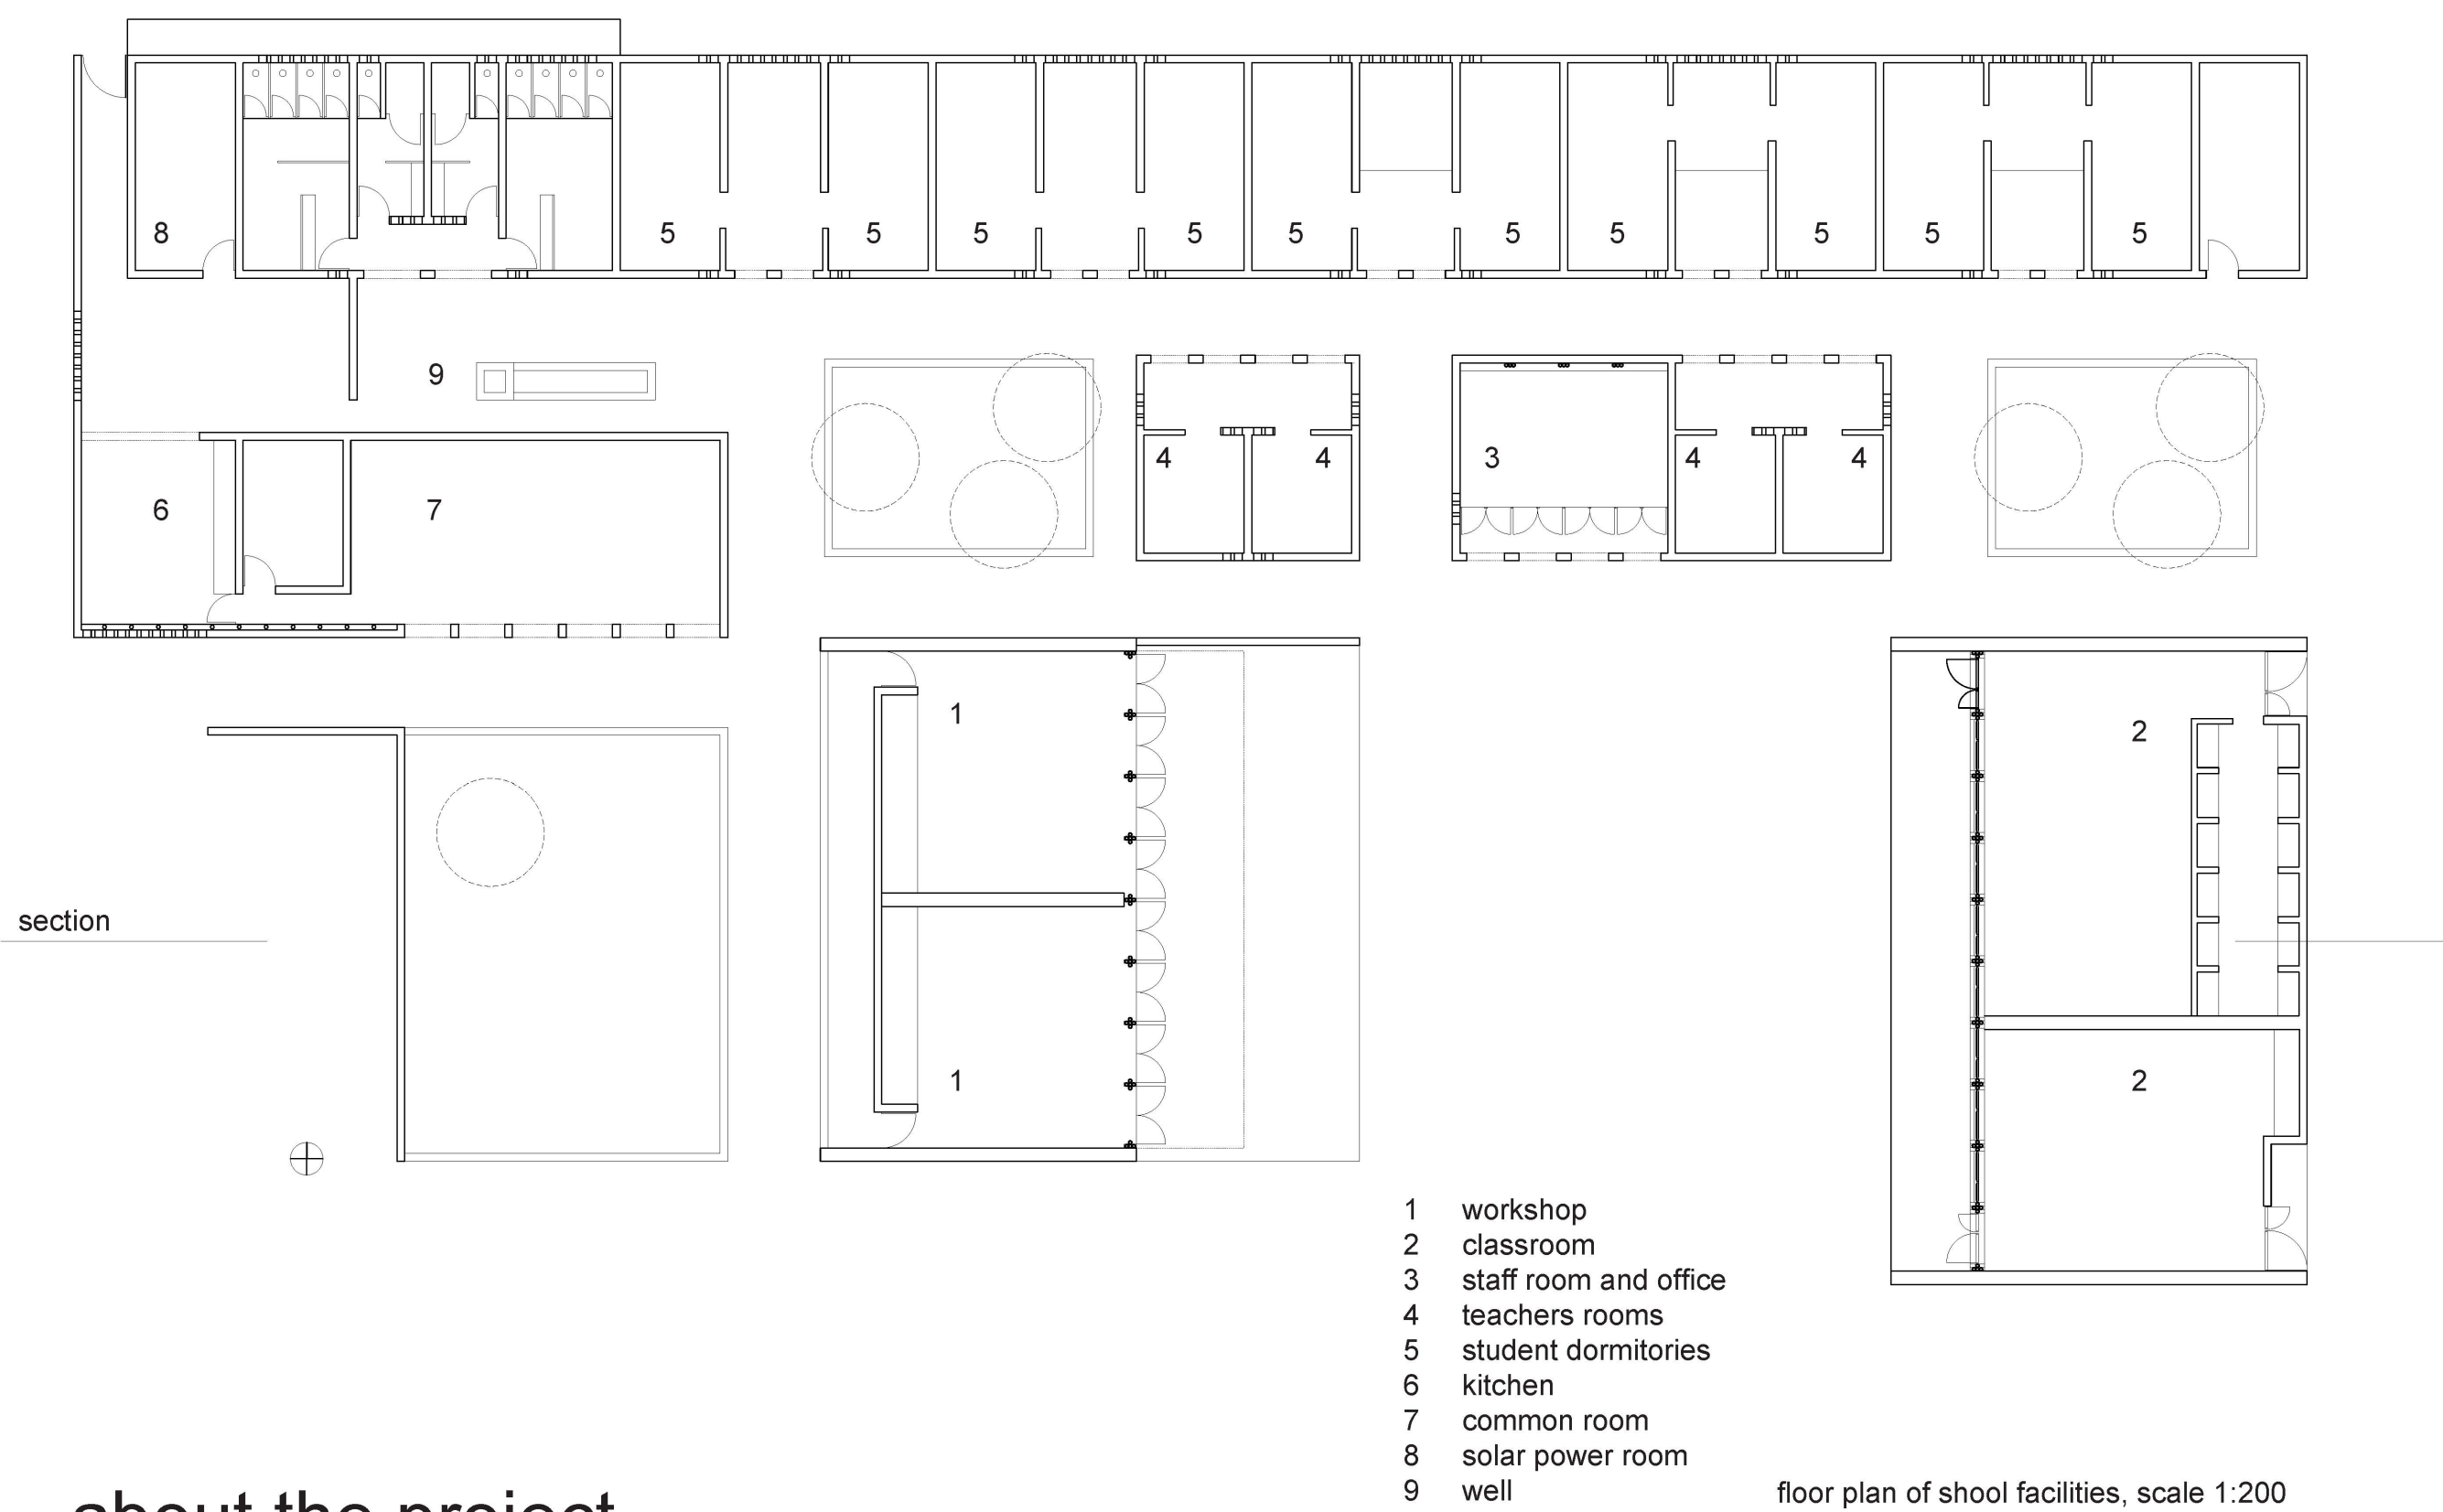 8 5 5 5 5 5 5 5 5 5 5
9
4 4 3 4 4
6 7
1 2
section
1 2
1 workshop
2 classroom
3 staff room and office
4 teachers rooms
5 student dormitories
6 kitchen
7 common room
8 solar power room
9 well
floor plan of shool facilities, scale 1:200
about the project